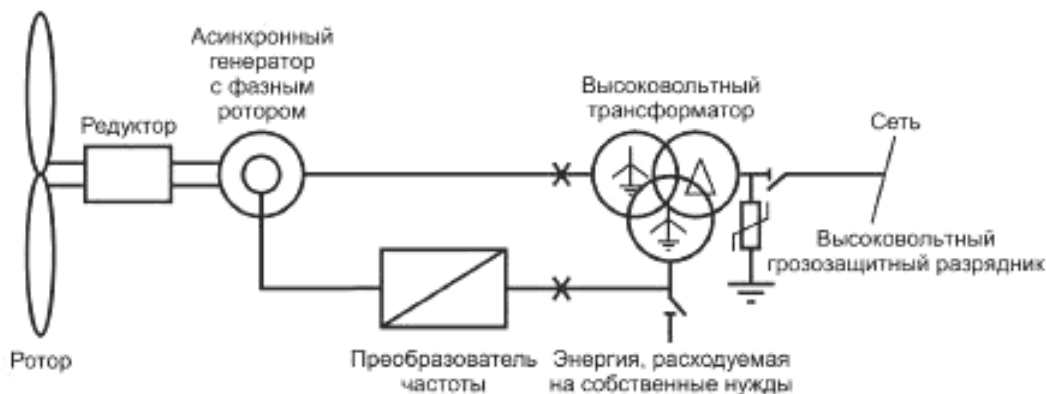 Асинхронный
генератор
с фазным
ротором
Редуктор
Высоковольтный
трансформатор
Сеть
Высоковольтный
грозозащитный разрядник
Ротор
Преобразователь
частоты
Энергия, расходуемая
на собственные нужды